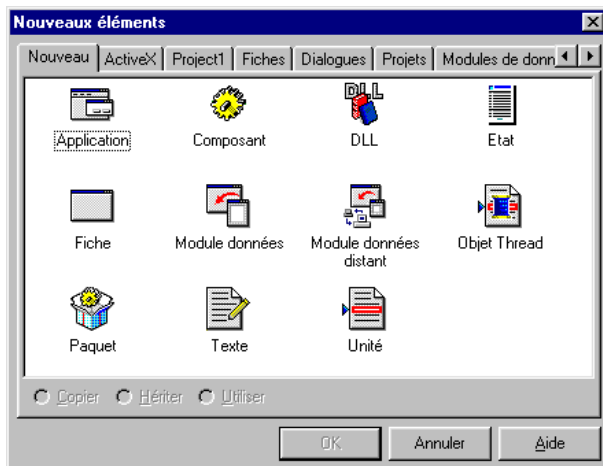 Nouveaux éléments
Nouveau ActiveX Project1 Fiches Dialogues Projets Modules de donn
DLL
Application Composant DLL Etat
Fiche Module données Module données distant Objet Thread
Paquet Texte Unité
Copier Hériter Utiliser
OK Annuler Aide